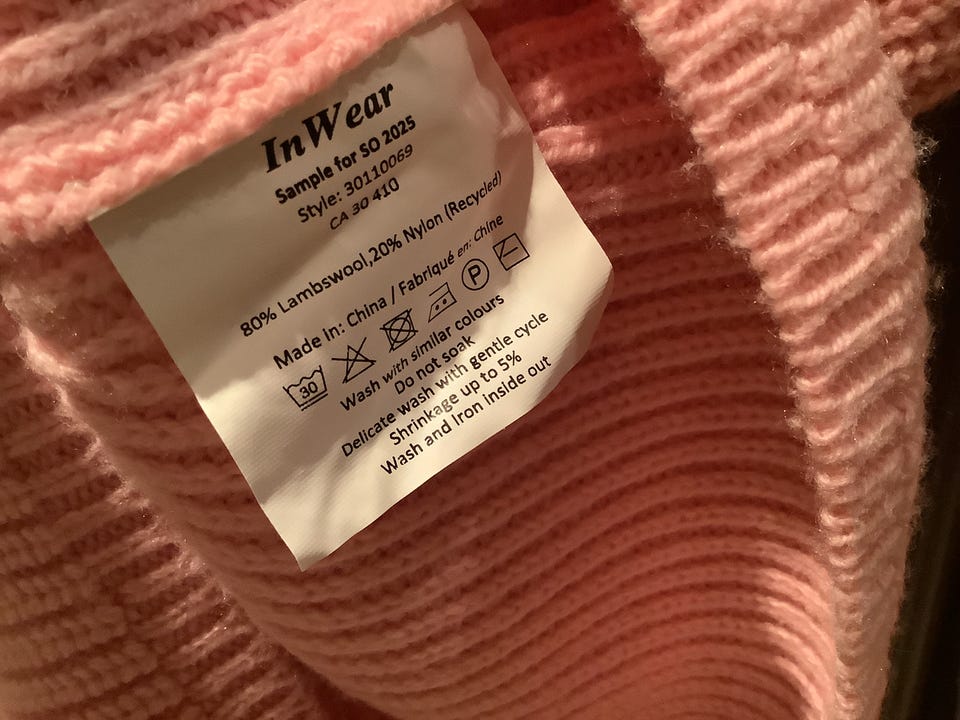 InWear
Sample for SO 2025
Style: 30110069
CA 30 410
80% Lambswool,20% Nylon (Recycled)
Made in: China / Fabriqué en: Chine
30 P
Wash with similar colours
Do not soak
Delicate wash with gentle cycle
Shrinkage up to 5%
Wash and Iron inside out